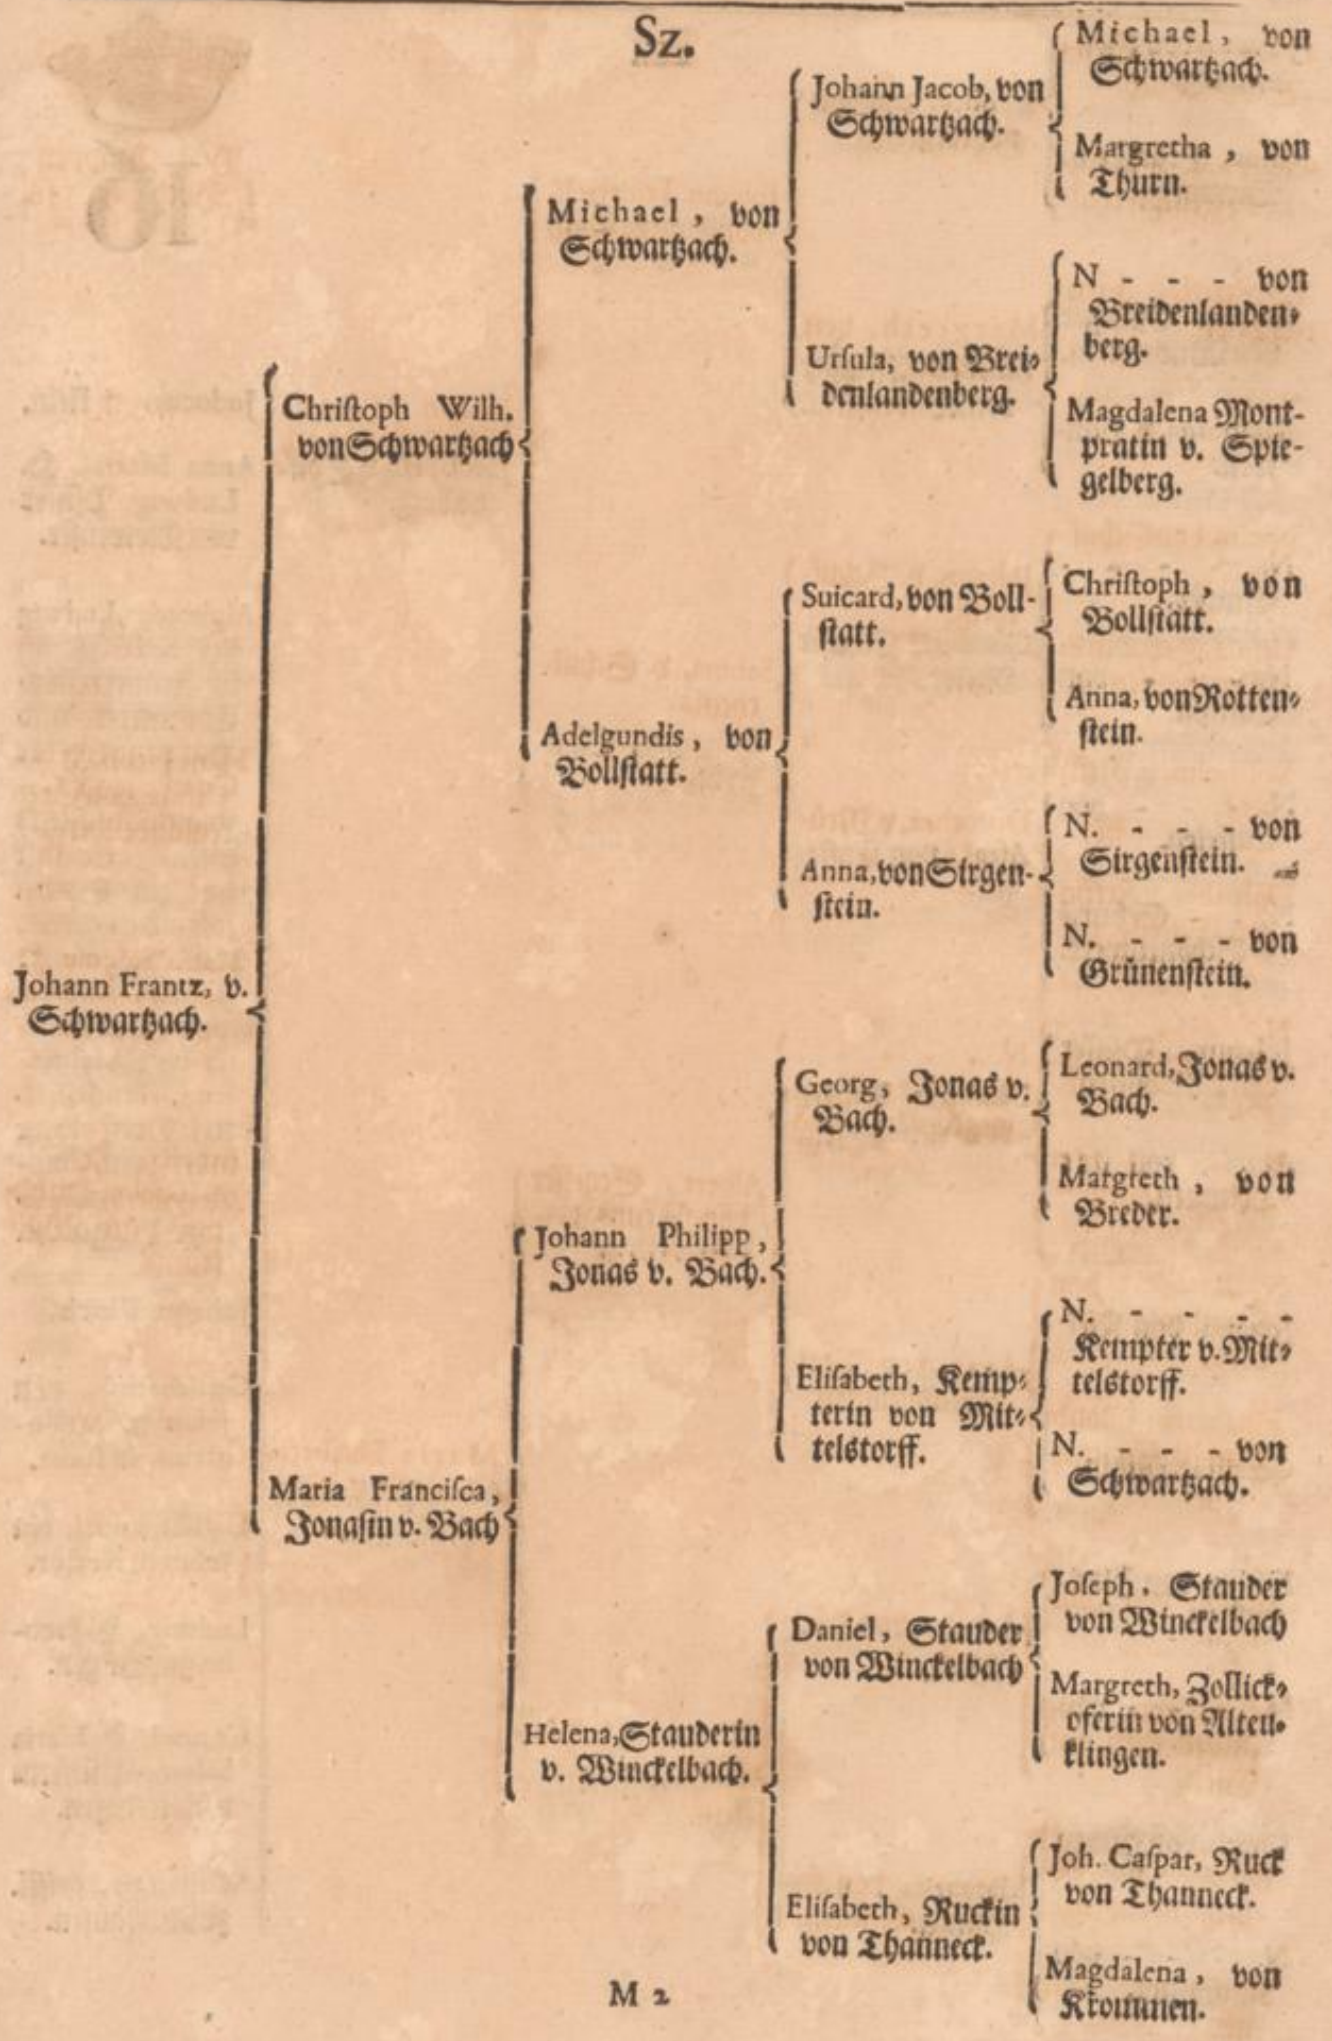 Sz.
Johann Frantz, v.
Schwartzach.
Chriſtoph Wilh.
von Schwartzach
Maria Franciſca,
Jonaſin v. Bach
Michael, von
Schwartzach.
Adelgundis, von
Bollſtatt.
Johann Philipp,
Jonas v. Bach.
Helena, Stauderin
v. Winckelbach.
Johann Jacob, von
Schwartzach.
Urſula, von Brei⸗
denlandenberg.
Suicard, von Boll-
ſtatt.
Anna, von Sirgen-
ſtein.
Georg, Jonas v.
Bach.
Eliſabeth, Kemp⸗
terin von Mit⸗
telstorff.
Daniel, Stauder
von Winckelbach
Eliſabeth, Ruckin
von Thanneck.
Michael, von
Schwartzach.
Margretha, von
Thurn.
N - - - von
Breidenlanden⸗
berg.
Magdalena Mont-
pratin v. Spie-
gelberg.
Chriſtoph, von
Bollſtatt.
Anna, von Rotten⸗
ſtein.
N. - - - von
Sirgenſtein.
N. - - - von
Grünenſtein.
Leonard, Jonas v.
Bach.
Margreth, von
Breder.
N. - - - -
Kempter v. Mit⸗
telstorff.
N. - - - von
Schwartzach.
Joſeph. Stauder
von Winckelbach
Margreth, Zollick⸗
oferin von Alten⸗
klingen.
Joh. Caſpar, Ruck
von Thanneck.
Magdalena, von
Krommen.
M 2